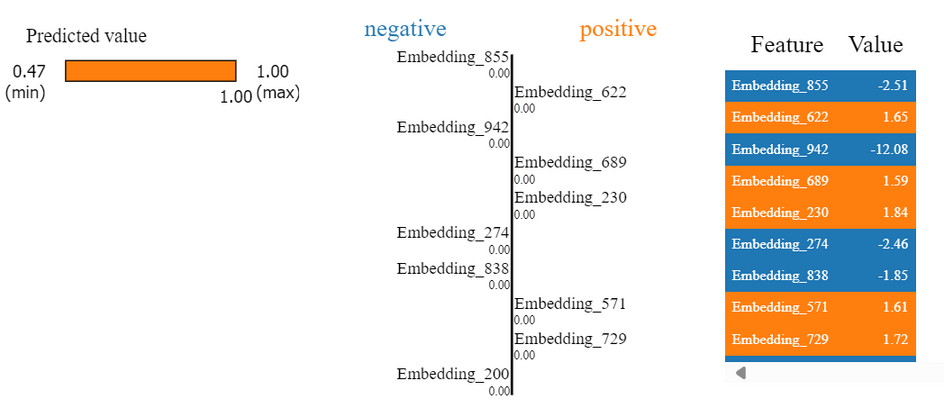 Predicted value
0.47
(min)
1.00
(max)
1.00
negative positive
Embedding_855
0.00
Embedding_622
0.00
Embedding_942
0.00
Embedding_689
0.00
Embedding_230
0.00
Embedding_274
0.00
Embedding_838
0.00
Embedding_571
0.00
Embedding_729
0.00
Embedding_200
0.00
Feature Value
Embedding_855 -2.51
Embedding_622 1.65
Embedding_942 -12.08
Embedding_689 1.59
Embedding_230 1.84
Embedding_274 -2.46
Embedding_838 -1.85
Embedding_571 1.61
Embedding_729 1.72